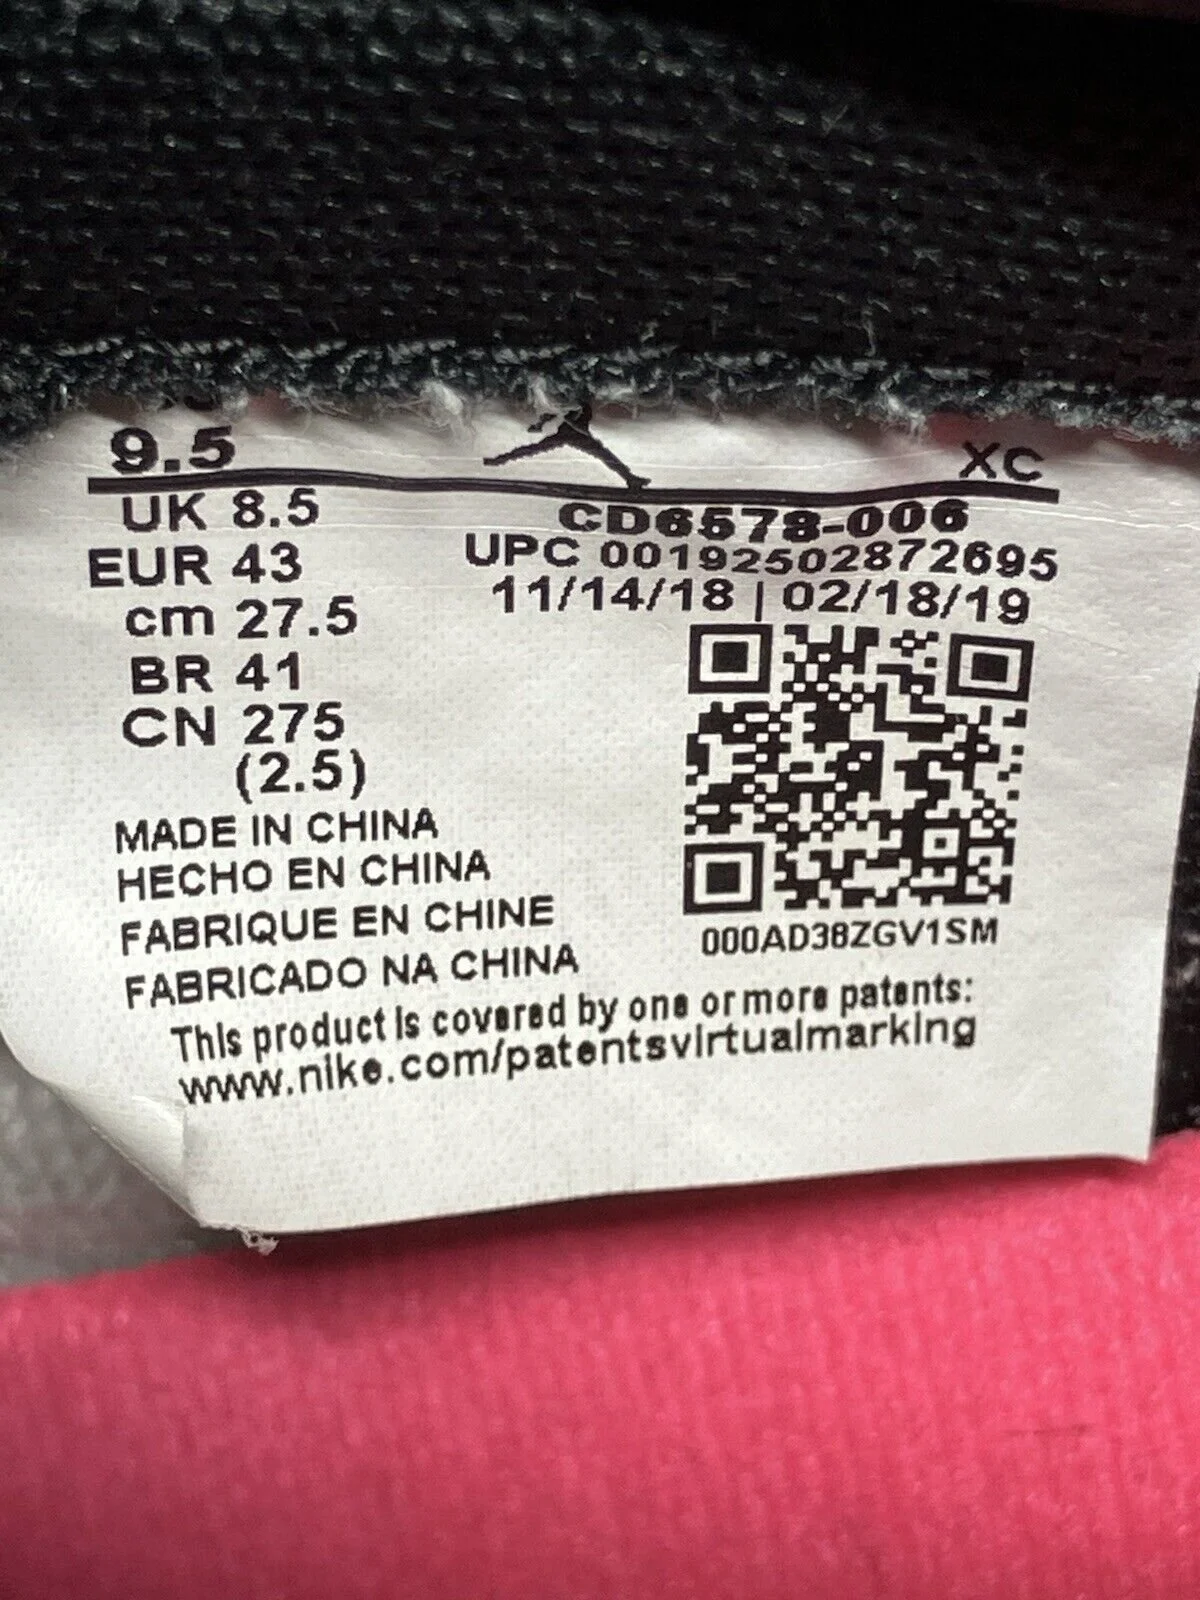 9.5 XC
UK 8.5
EUR 43
cm 27.5
BR 41
CN 275
(2.5)
CD6578-006
UPC 00192502872695
11/14/18 | 02/18/19
000AD38ZGV1SM
MADE IN CHINA
HECHO EN CHINA
FABRIQUE EN CHINE
FABRICADO NA CHINA
This product is covered by one or more patents:
www.nike.com/patentsvirtualmarking